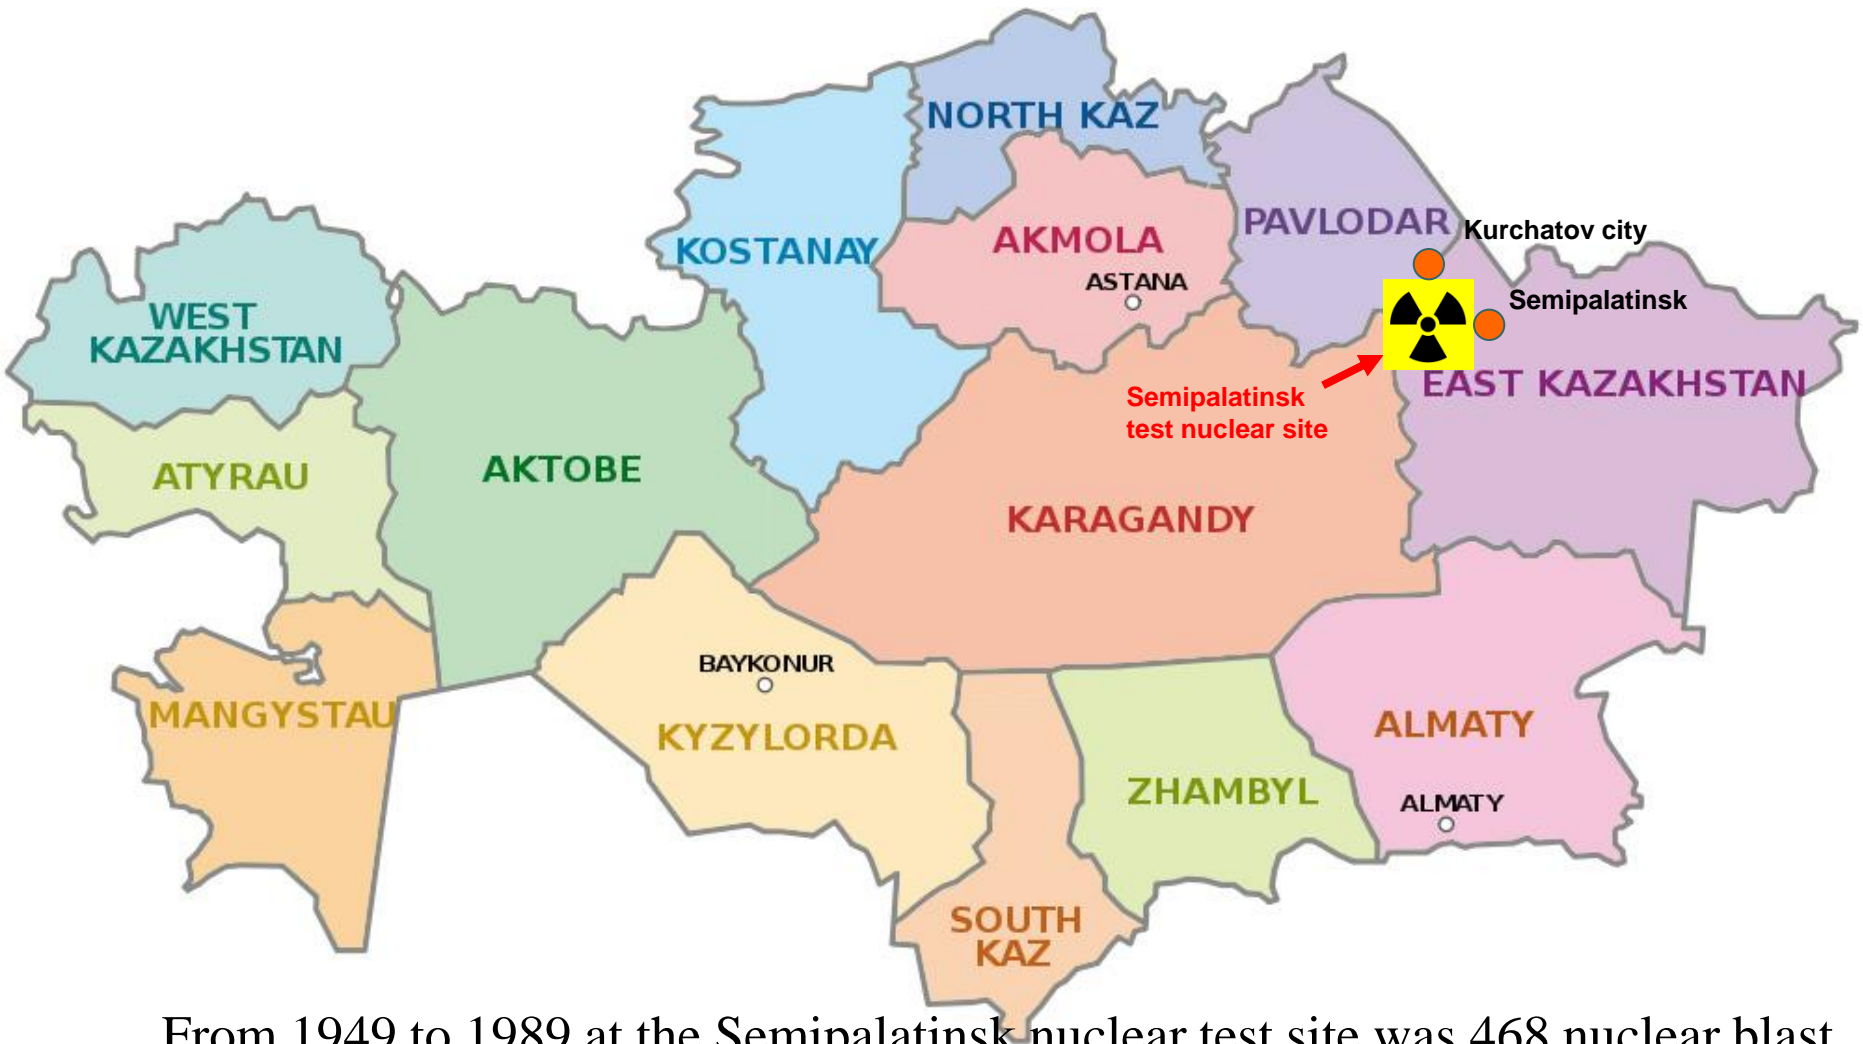 NORTH KAZ
PAVLODAR
Kurchatov city
KOSTANAY
AKMOLA
ASTANA
Semipalatinsk
WEST
KAZAKHSTAN
EAST KAZAKHSTAN
Semipalatinsk
test nuclear site
ATYRAU
AKTOBE
KARAGANDY
BAYKONUR
MANGYSTAU
KYZYLORDA
ALMATY
ZHAMBYL
ALMATY
SOUTH
KAZ
From 1949 to 1989 at the Semipalatinsk nuclear test site was 468 nuclear blast